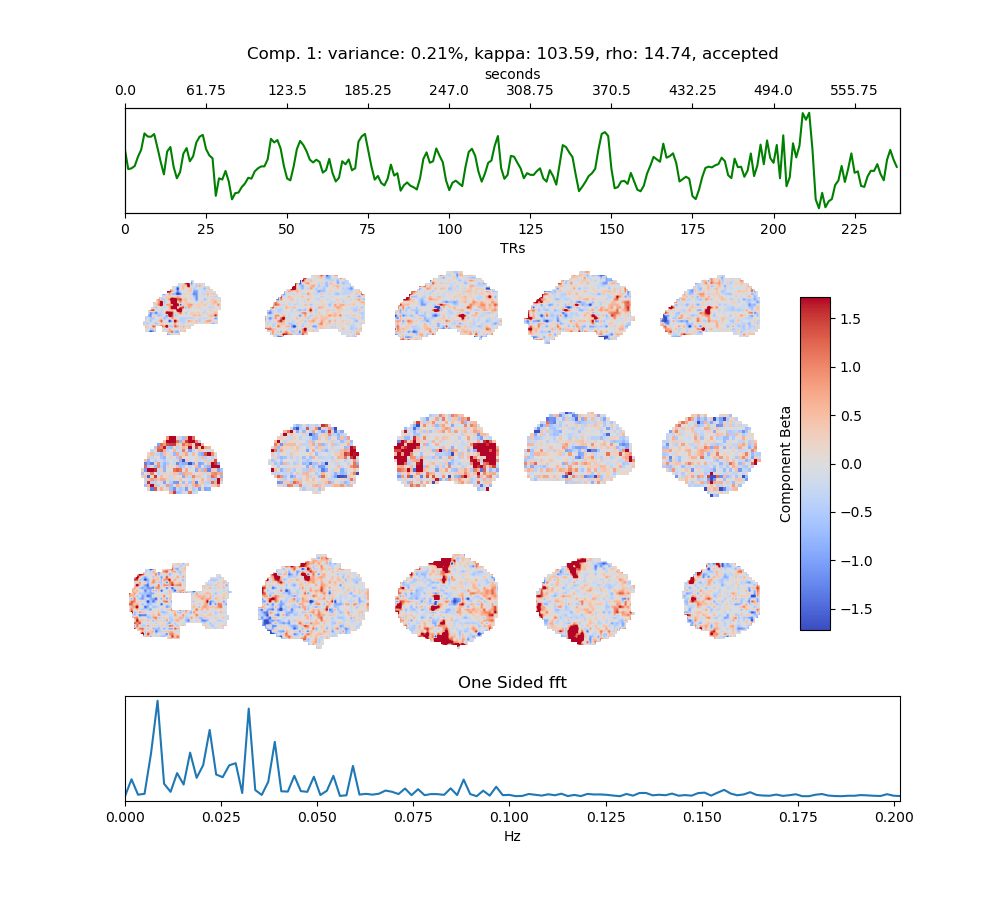 Comp. 1: variance: 0.21%, kappa: 103.59, rho: 14.74, accepted
seconds
0.0 61.75 123.5 185.25 247.0 308.75 370.5 432.25 494.0 555.75
0 25 50 75 100 125 150 175 200 225
TRs
1.5
1.0
0.5
0.0
−0.5
−1.0
−1.5
Component Beta
One Sided fft
0.000 0.025 0.050 0.075 0.100 0.125 0.150 0.175 0.200
Hz